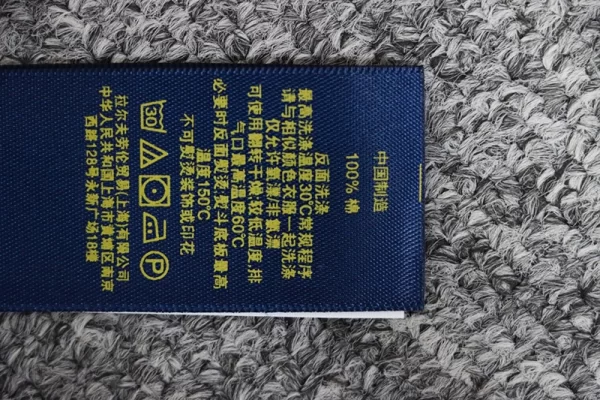 中国制造
100% 棉
反面洗涤
最高洗涤温度30℃常规程序
请与相似颜色衣服一起洗涤
仅允许氧漂/非氯漂
可使用翻转干燥,较低温度,排
气口最高温度60℃
必要时反面熨烫,熨斗底板最高
温度150℃
不可熨烫装饰或印花
30
P
拉尔夫劳伦贸易(上海)有限公司
中华人民共和国上海市黄埔区南京
西路128号永新广场18楼